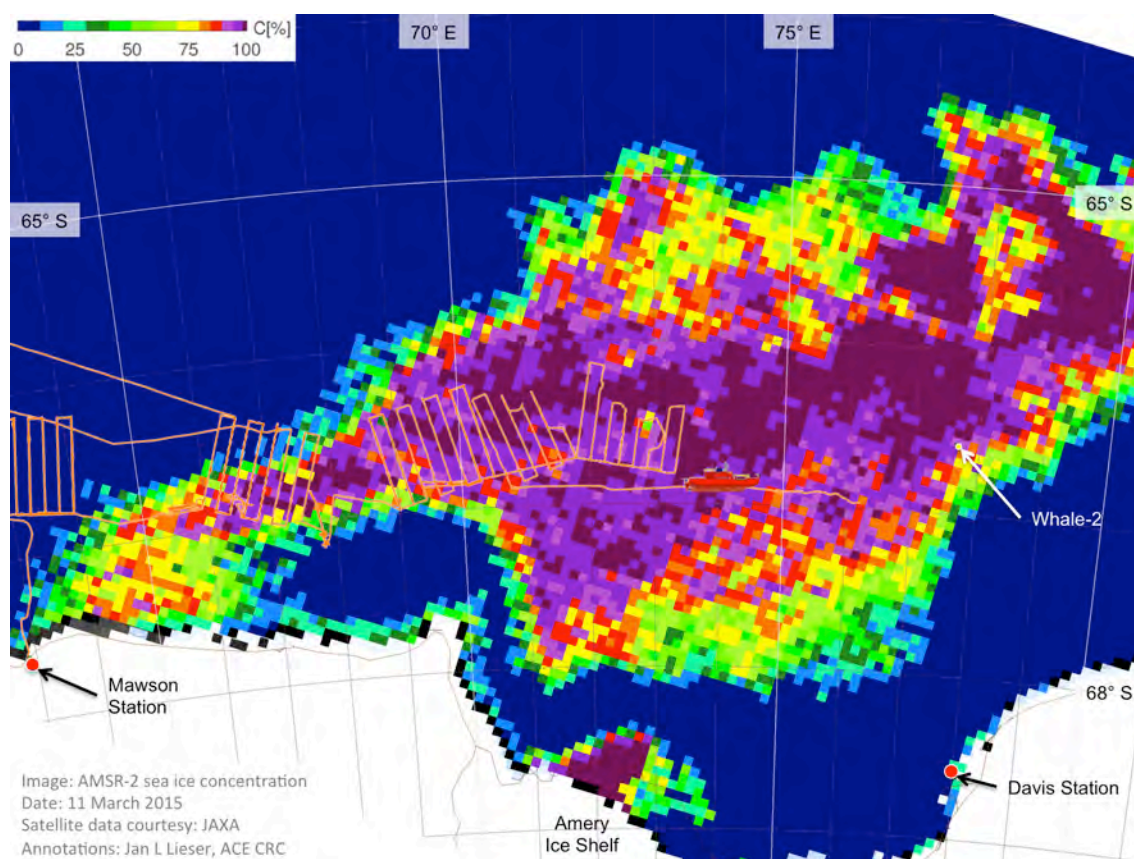 C[%]
0 25 50 75 100
70° E
75° E
65° S
65° S
Whale-2
Mawson
Station
68° S
Davis Station
Amery
Ice Shelf
Image: AMSR-2 sea ice concentration
Date: 11 March 2015
Satellite data courtesy: JAXA
Annotations: Jan L Lieser, ACE CRC